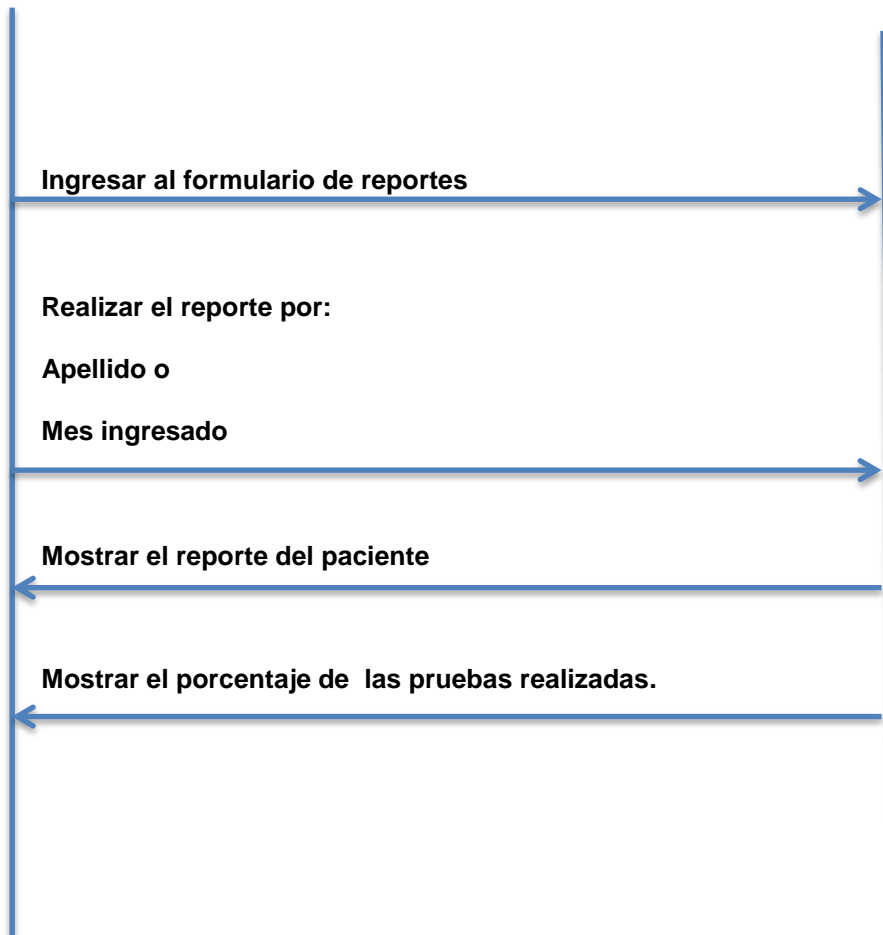 Ingresar al formulario de reportes
Realizar el reporte por:
Apellido o
Mes ingresado
Mostrar el reporte del paciente
Mostrar el porcentaje de  las pruebas realizadas.